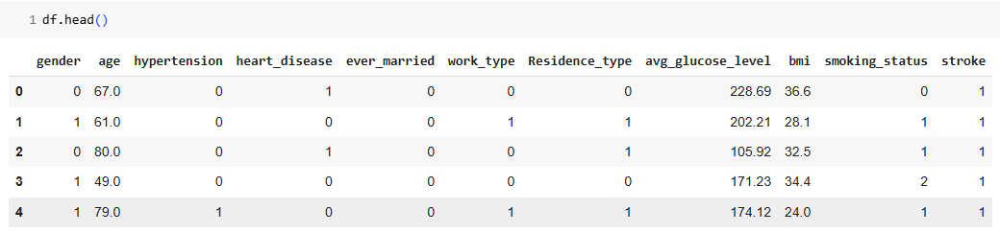 1 df.head()
gender age hypertension heart_disease ever_married work_type Residence_type avg_glucose_level bmi smoking_status stroke
0 0 67.0 0 1 0 0 0 228.69 36.6 0 1
1 1 61.0 0 0 0 1 1 202.21 28.1 1 1
2 0 80.0 0 1 0 0 1 105.92 32.5 1 1
3 1 49.0 0 0 0 0 0 171.23 34.4 2 1
4 1 79.0 1 0 0 1 1 174.12 24.0 1 1